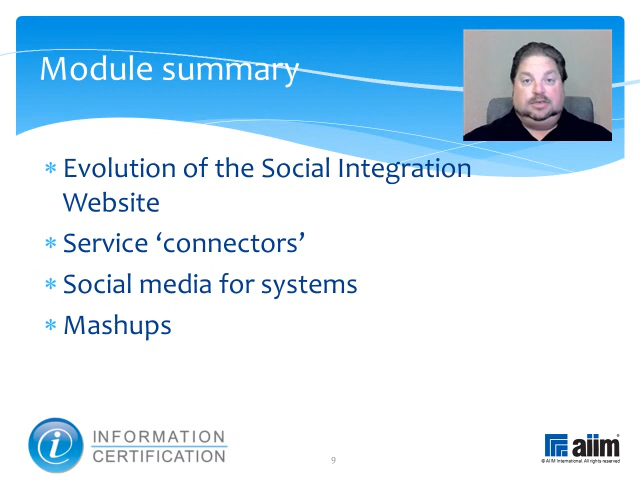 Module summary
* Evolution of the Social Integration
Website
* Service ‘connectors’
* Social media for systems
* Mashups
INFORMATION
CERTIFICATION
9
aiim
© AIIM International. All rights reserved